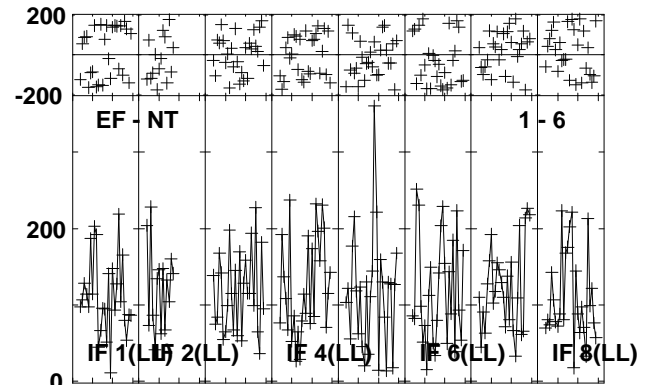 200
-200
EF - NT
1 - 6
200
IF 1(LL)
IF 2(LL)
IF 4(LL)
IF 6(LL)
IF 8(LL)
0